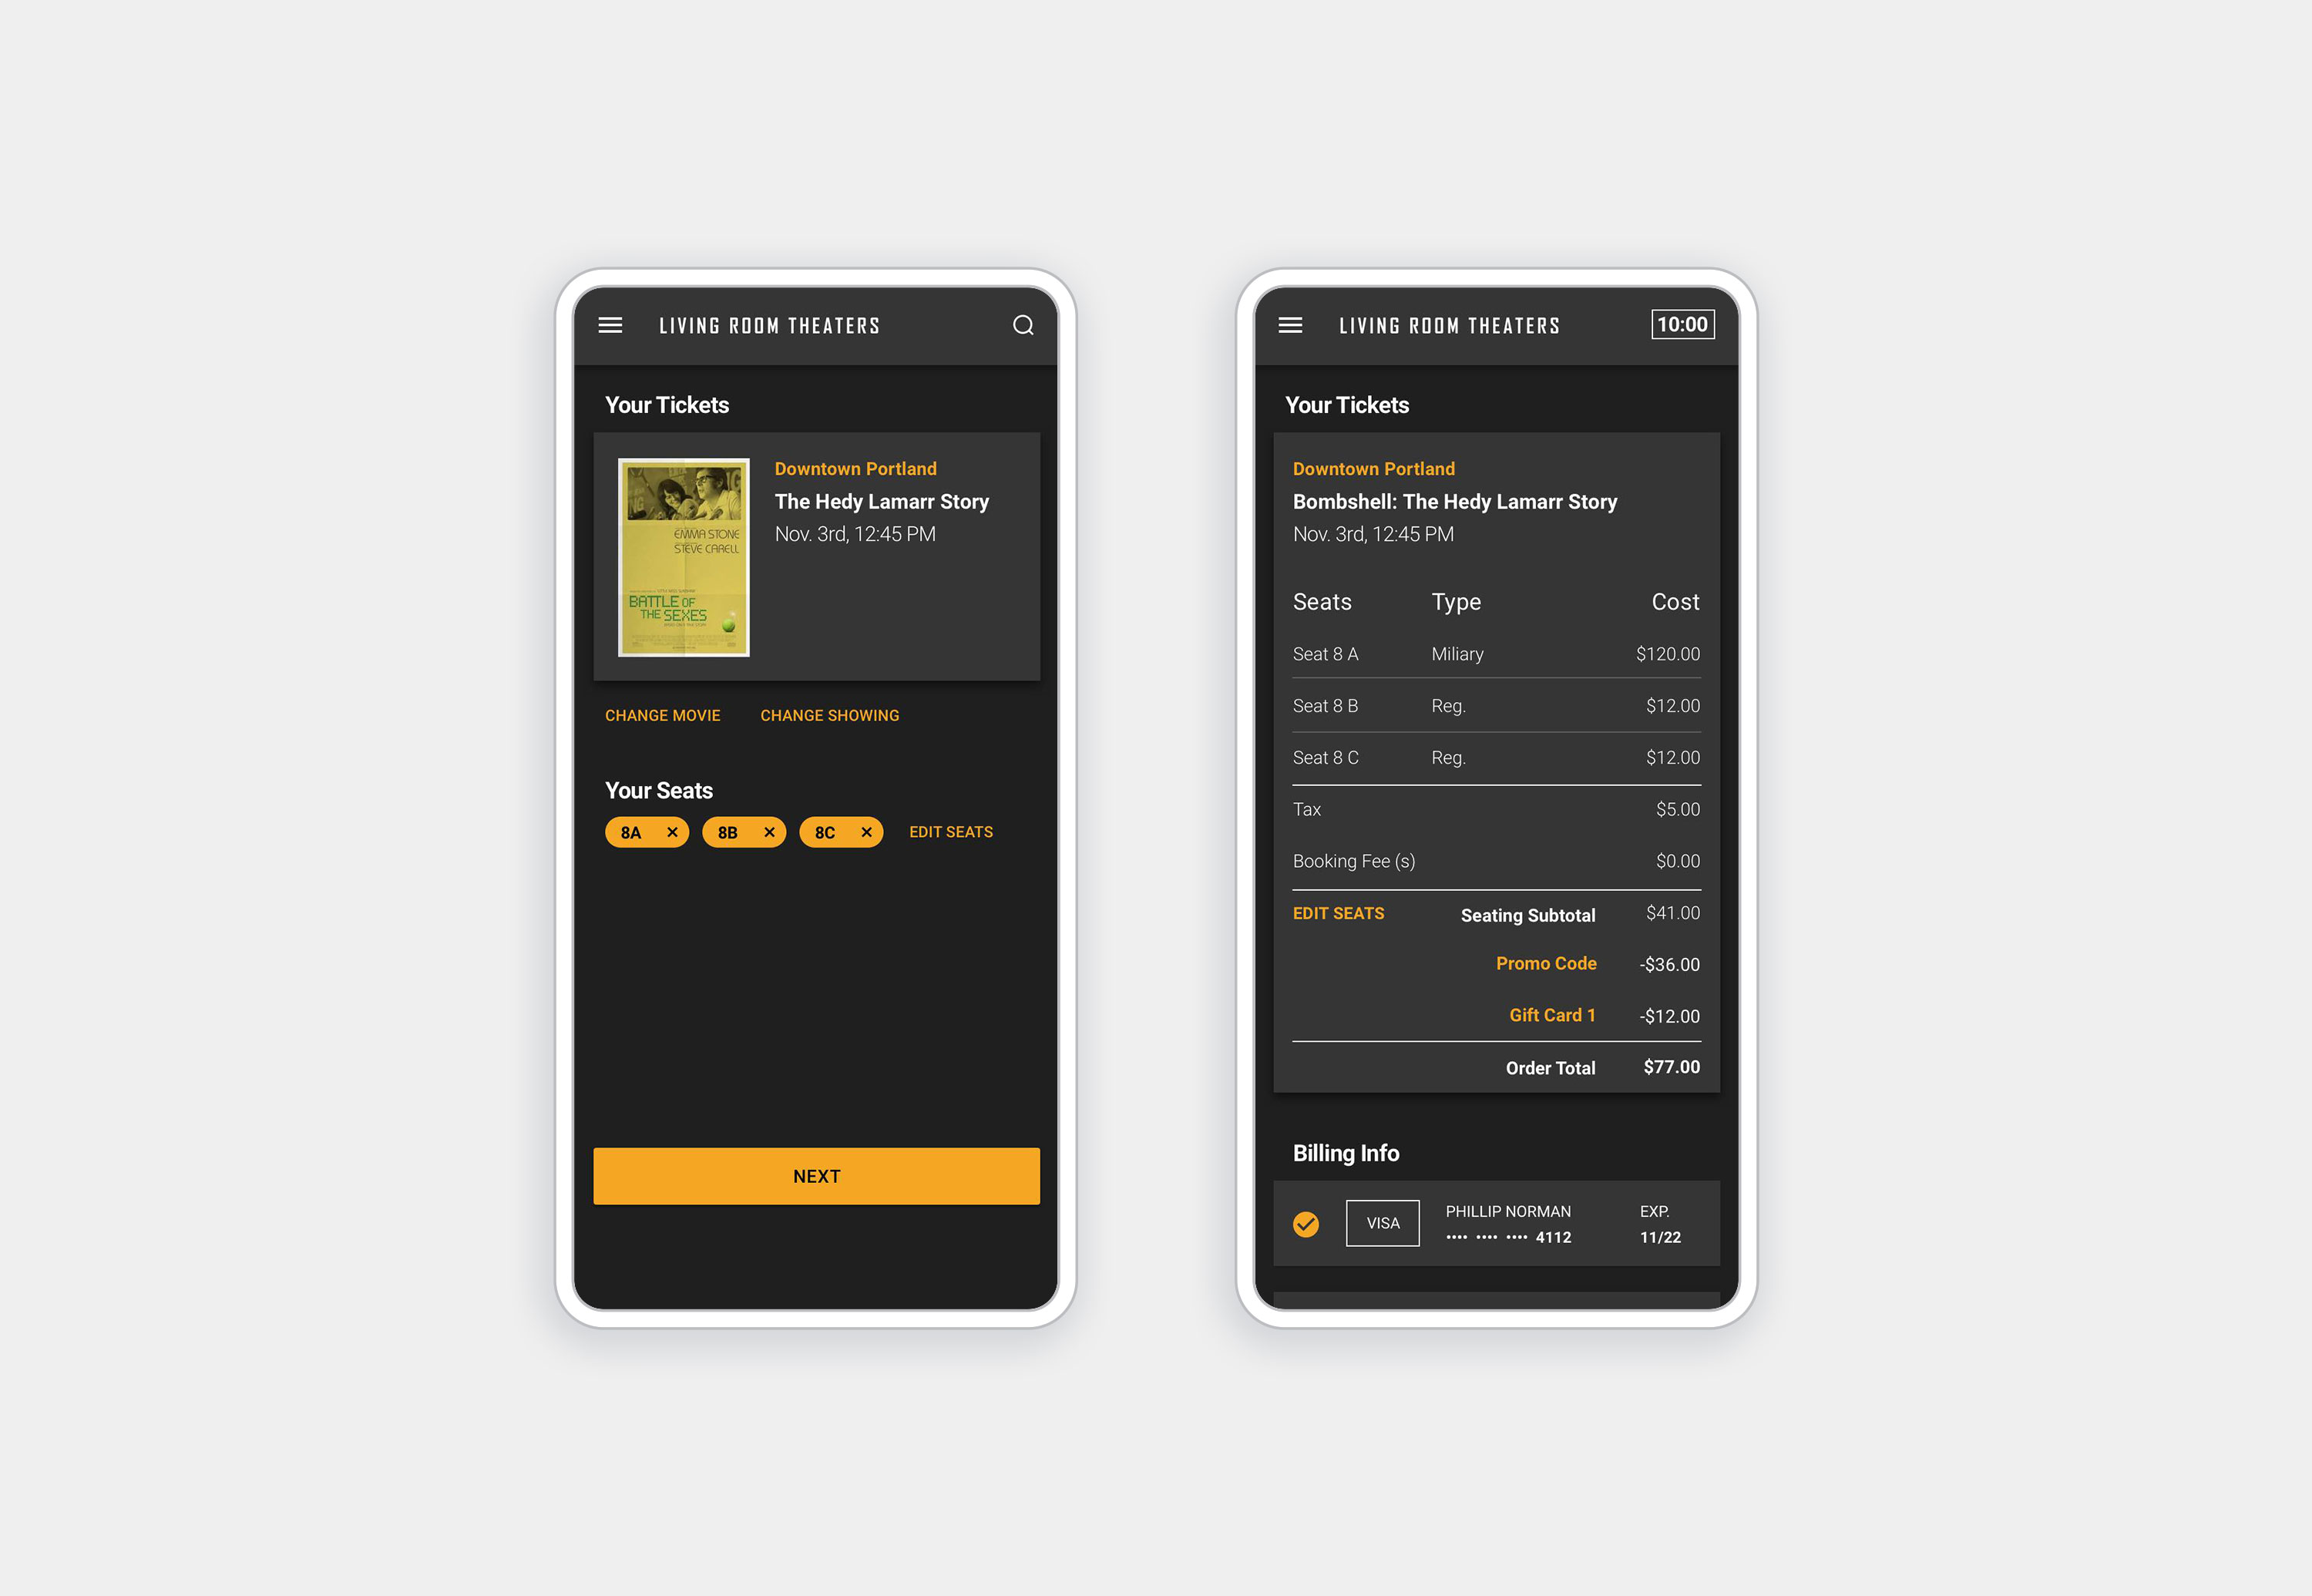 LIVING ROOM THEATERS
Your Tickets
EMMA STONE
STEVE CARELL
BATTLE OF
THE SEXES
Downtown Portland
The Hedy Lamarr Story
Nov. 3rd, 12:45 PM
CHANGE MOVIE CHANGE SHOWING
Your Seats
8A × 8B × 8C × EDIT SEATS
NEXT
LIVING ROOM THEATERS 10:00
Your Tickets
Downtown Portland
Bombshell: The Hedy Lamarr Story
Nov. 3rd, 12:45 PM
Seats Type Cost
Seat 8 A Miliary $120.00
Seat 8 B Reg. $12.00
Seat 8 C Reg. $12.00
Tax $5.00
Booking Fee (s) $0.00
EDIT SEATS Seating Subtotal $41.00
Promo Code -$36.00
Gift Card 1 -$12.00
Order Total $77.00
Billing Info
VISA PHILLIP NORMAN EXP.
•••• •••• •••• 4112 11/22